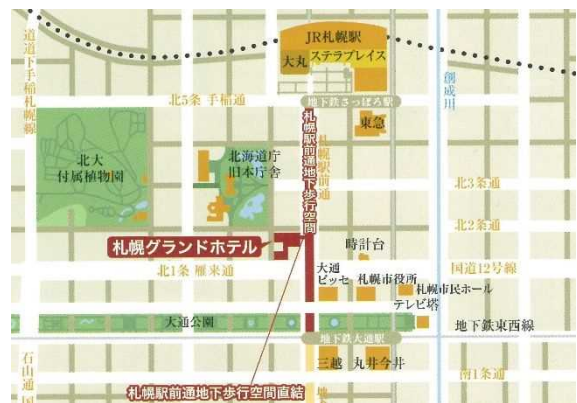 JR札幌駅
大丸
ステラプレイス
道道下手稲札幌線
北5条 手稲通
地下鉄さっぽろ駅
創成川
東急
札幌駅前通地下歩行空間
札幌駅前通
北大
付属植物園
北海道庁
旧本庁舎
北3条通
北2条通
札幌グランドホテル
時計台
北1条 雁来通
国道12号線
大通
ビッセ
札幌市役所
札幌市民ホール
テレビ塔
大通公園
地下鉄東西線
地下鉄大通駅
石山通
国
三越
丸井今井
南1条通
札幌駅前通地下歩行空間直結
地